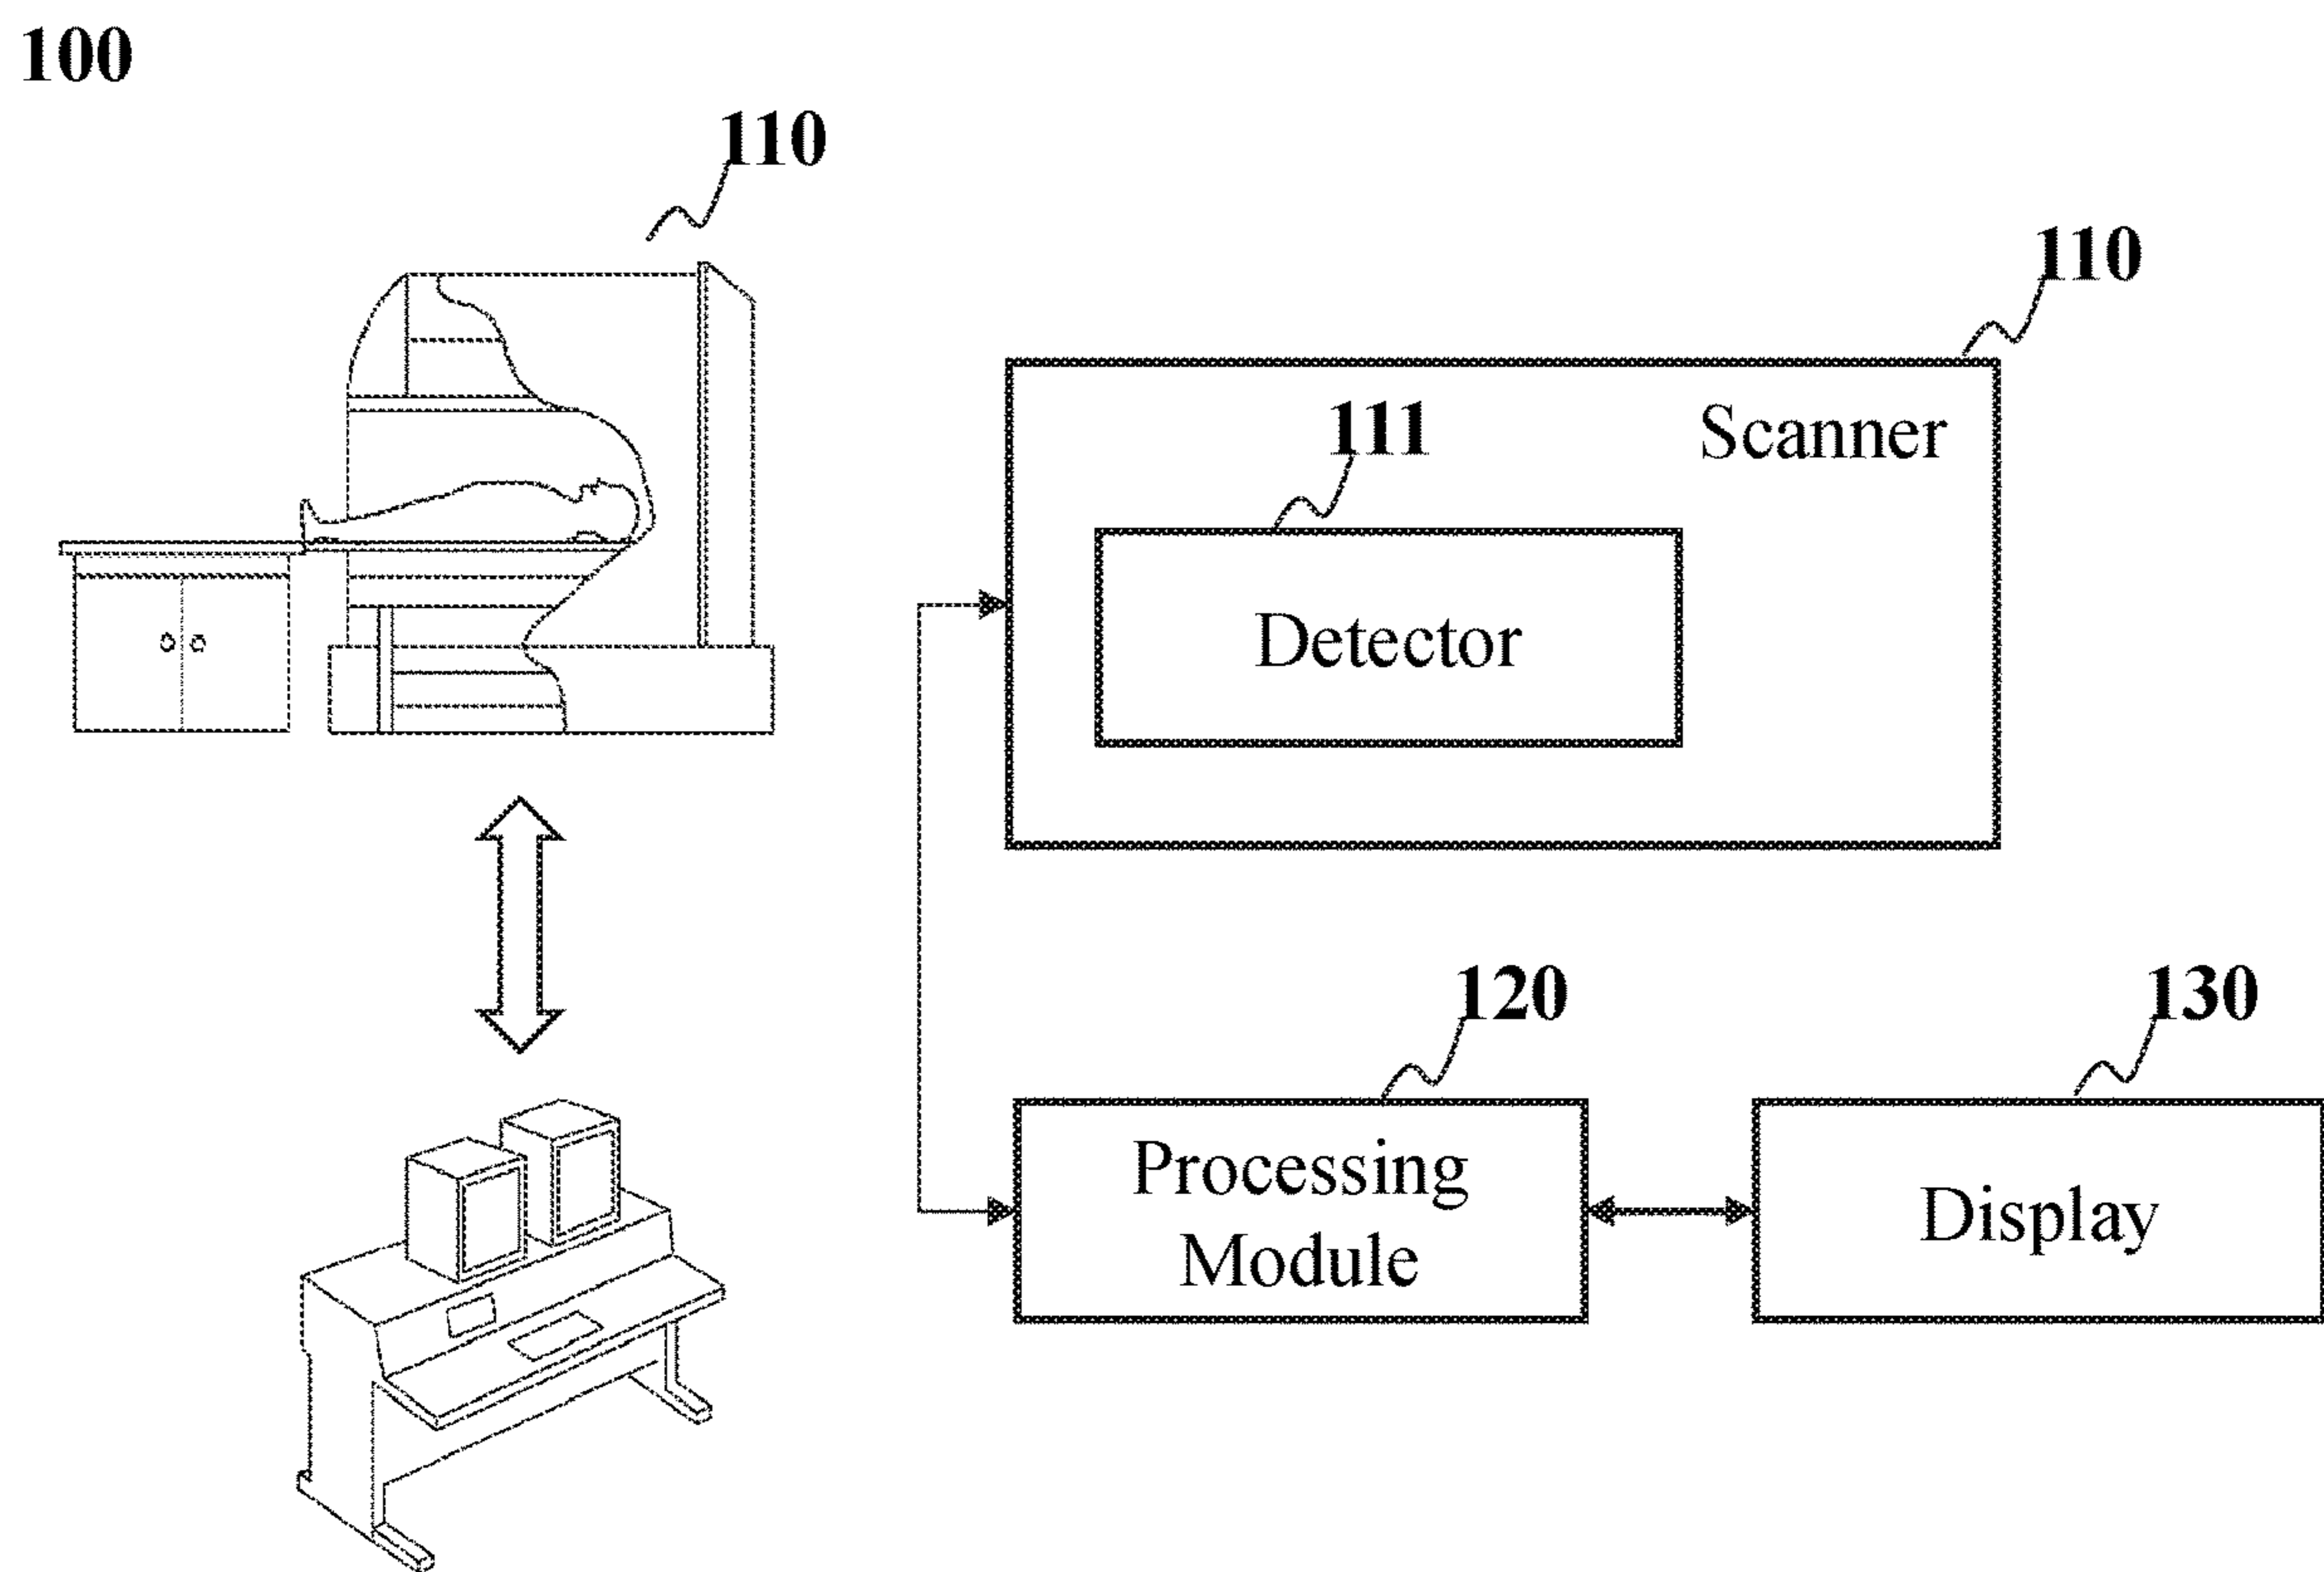 100
110
110
Scanner
111
Detector
120
130
Processing
Module
Display